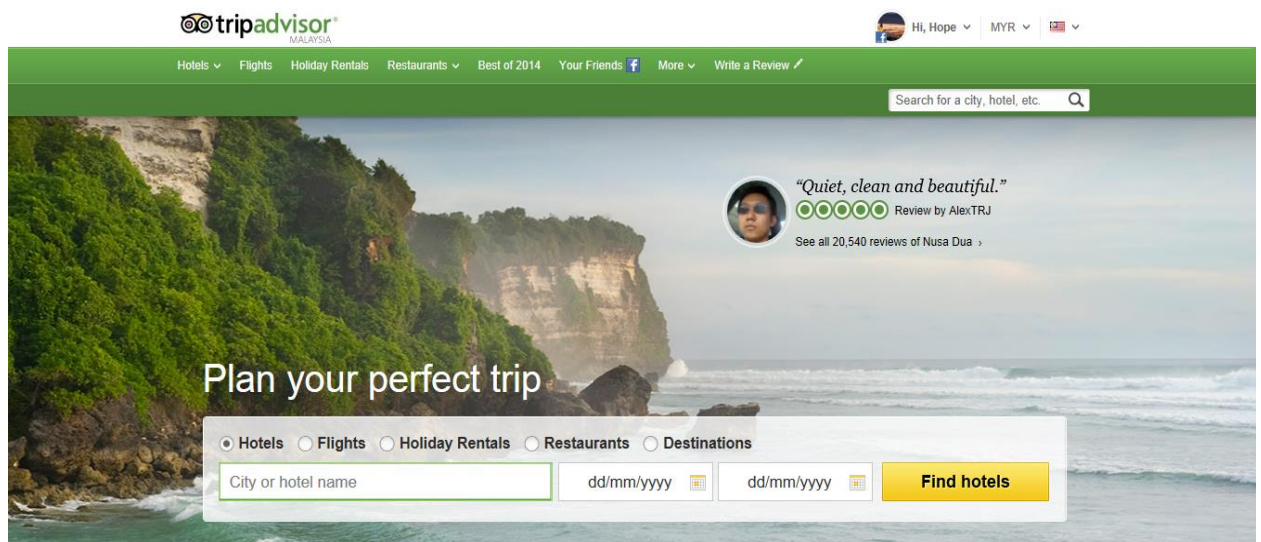 tripadvisor®
MALAYSIA
Hi, Hope MYR
Hotels Flights Holiday Rentals Restaurants Best of 2014 Your Friends f More Write a Review
Search for a city, hotel, etc.
“Quiet, clean and beautiful.”
Review by AlexTRJ
See all 20,540 reviews of Nusa Dua ›
Plan your perfect trip
Hotels Flights Holiday Rentals Restaurants Destinations
City or hotel name dd/mm/yyyy dd/mm/yyyy Find hotels